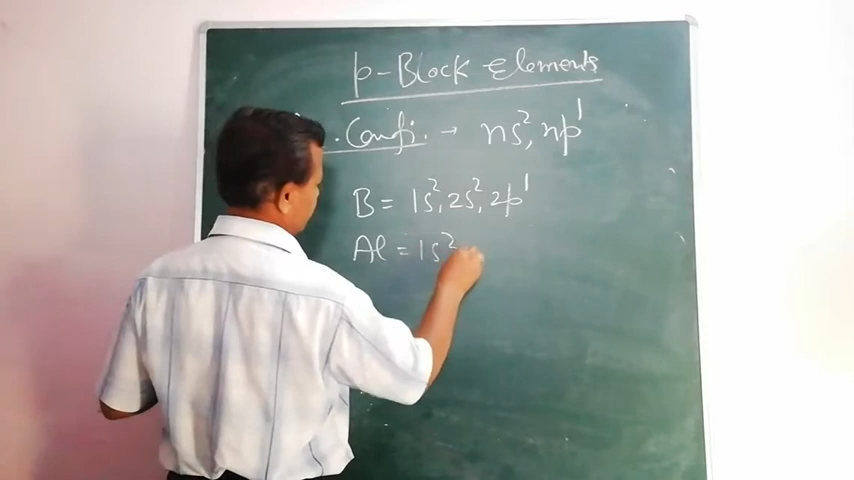 p-Block Elements
. Confi. → ns², np¹
B = 1s², 2s², 2p¹
Al = 1s²